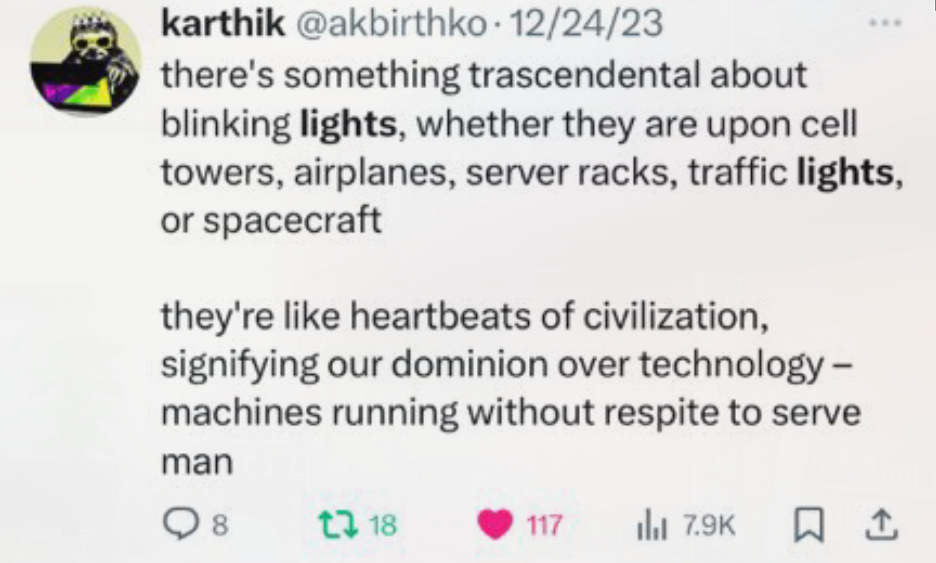 karthik @akbirthko · 12/24/23
there's something trascendental about
blinking lights, whether they are upon cell
towers, airplanes, server racks, traffic lights,
or spacecraft
they're like heartbeats of civilization,
signifying our dominion over technology –
machines running without respite to serve
man
8 18 117 7.9K